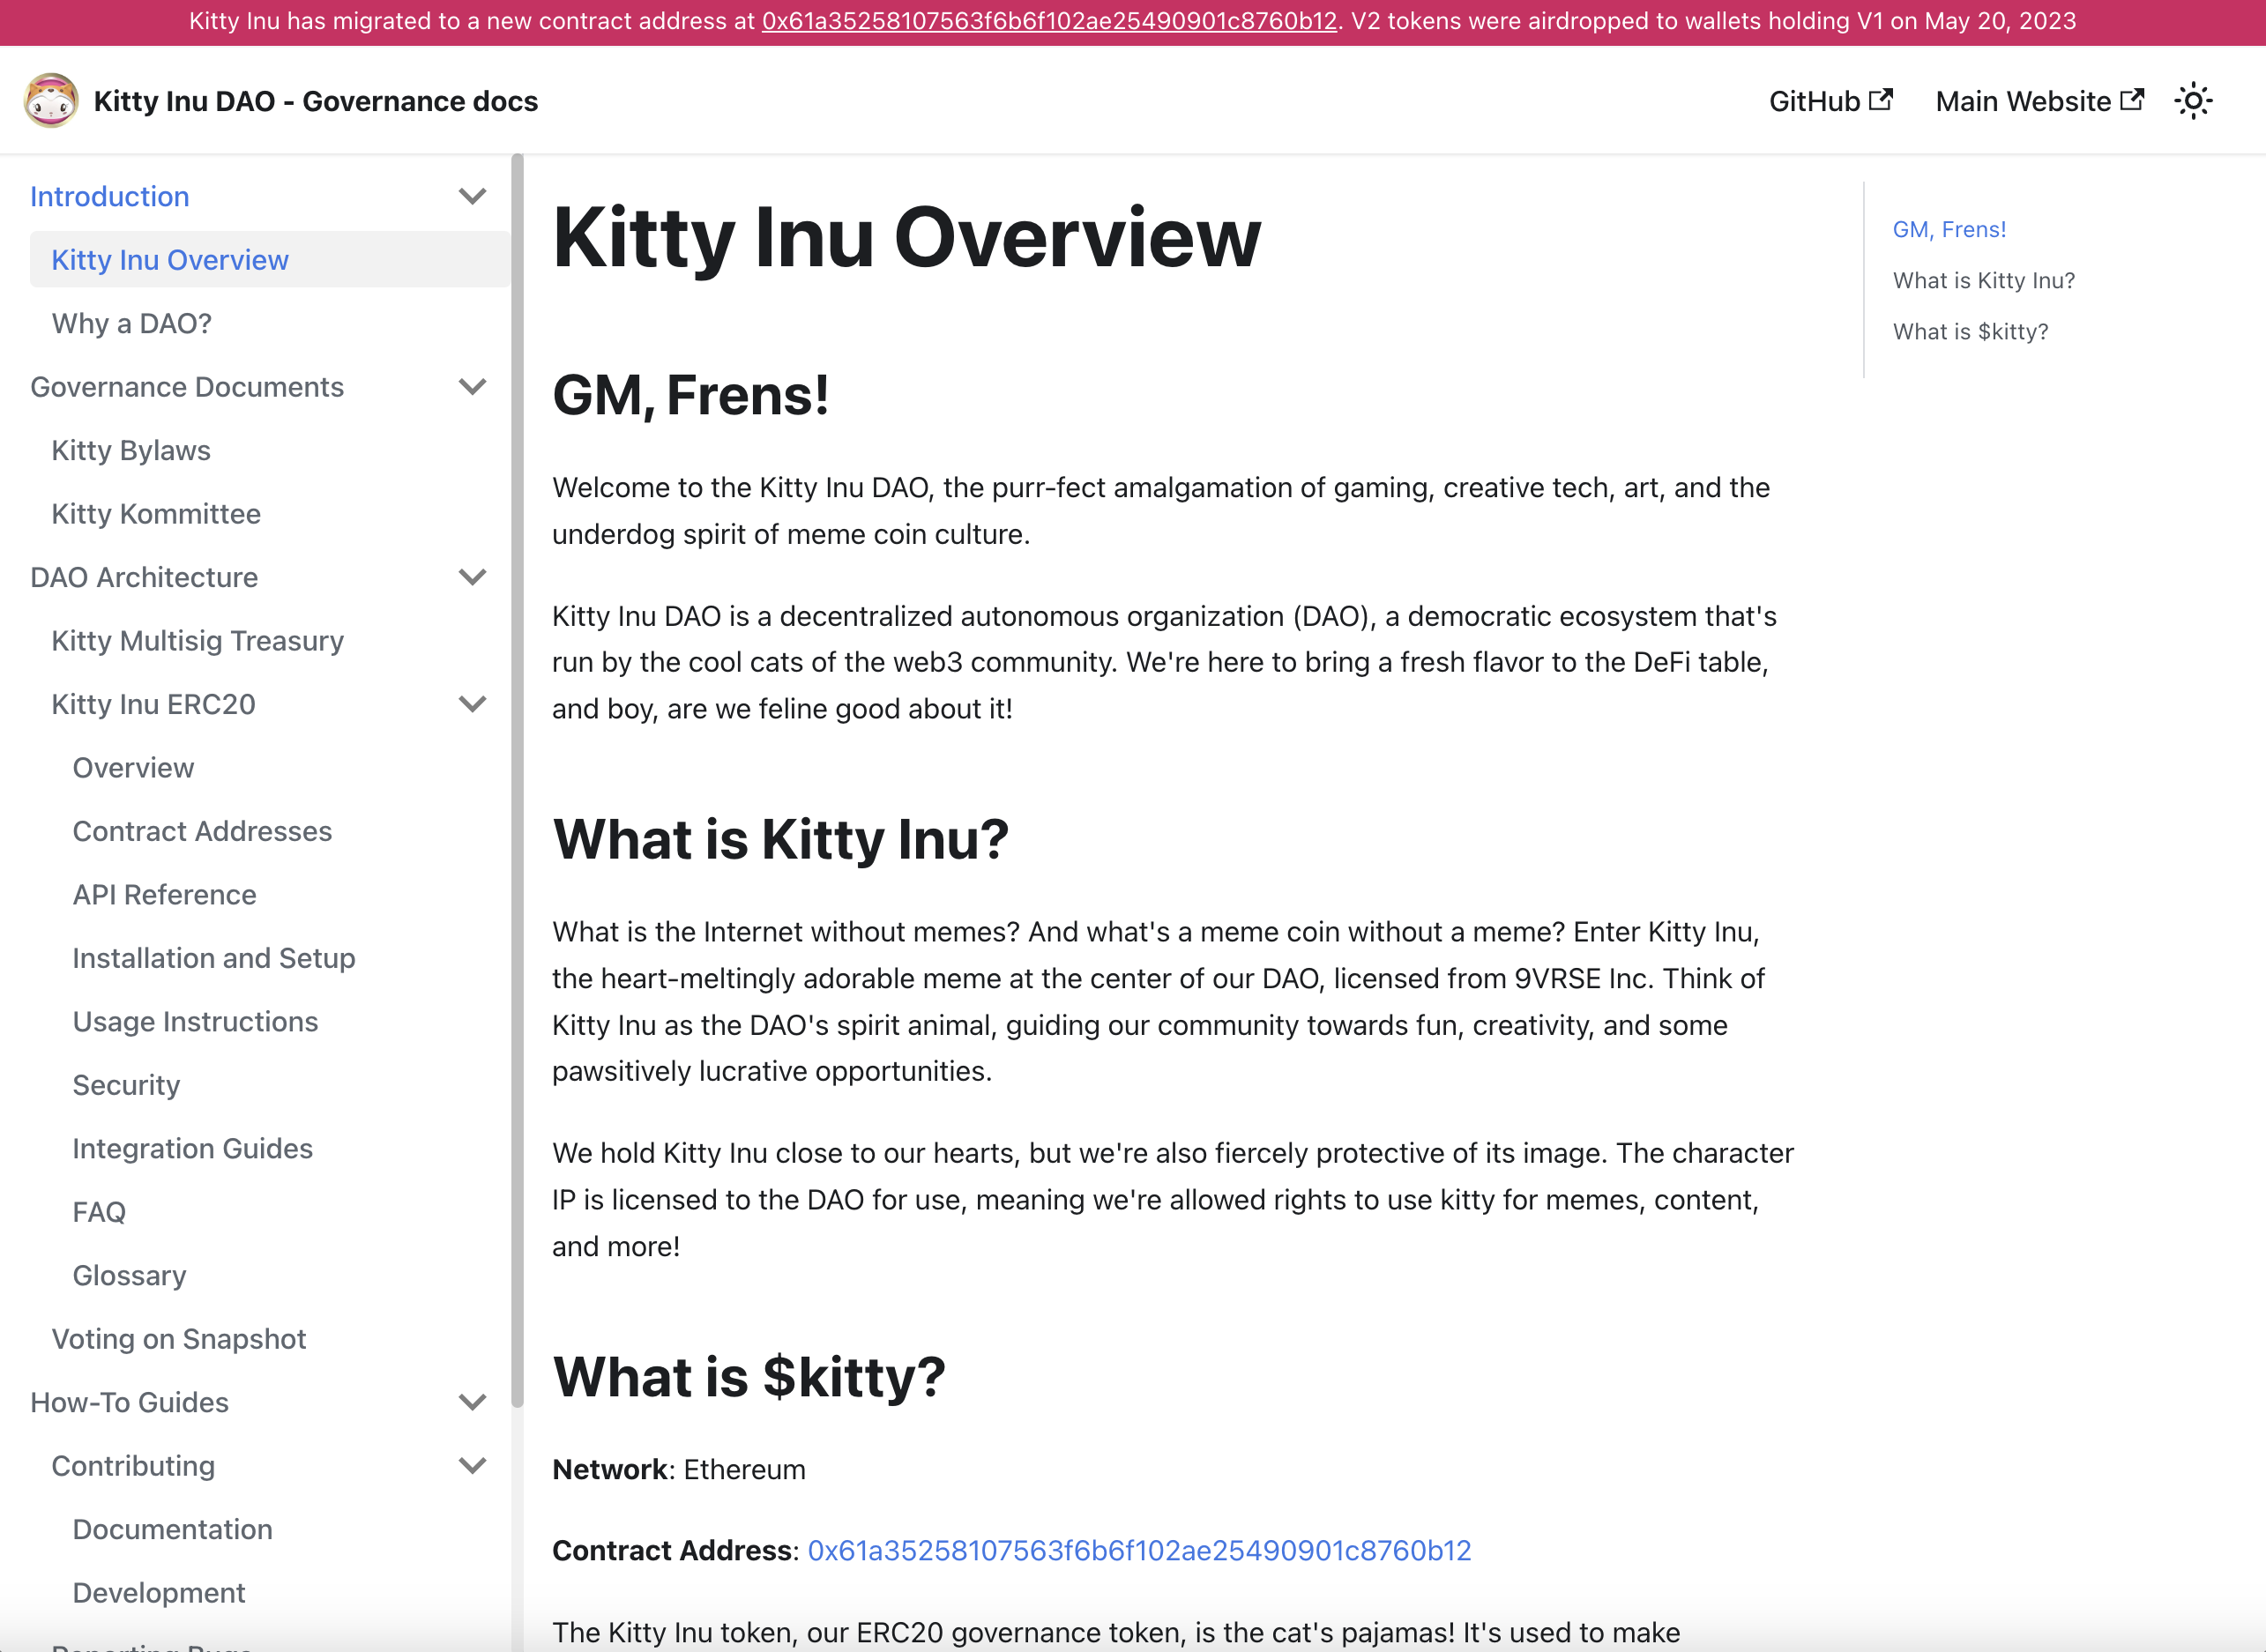 Kitty Inu has migrated to a new contract address at 0x61a35258107563f6b6f102ae25490901c8760b12. V2 tokens were airdropped to wallets holding V1 on May 20, 2023
Kitty Inu DAO - Governance docs
GitHub
Main Website
Introduction
Kitty Inu Overview
Why a DAO?
Governance Documents
Kitty Bylaws
Kitty Kommittee
DAO Architecture
Kitty Multisig Treasury
Kitty Inu ERC20
Overview
Contract Addresses
API Reference
Installation and Setup
Usage Instructions
Security
Integration Guides
FAQ
Glossary
Voting on Snapshot
How-To Guides
Contributing
Documentation
Development
Reporting Bugs
Kitty Inu Overview
GM, Frens!
Welcome to the Kitty Inu DAO, the purr-fect amalgamation of gaming, creative tech, art, and the
underdog spirit of meme coin culture.
Kitty Inu DAO is a decentralized autonomous organization (DAO), a democratic ecosystem that's
run by the cool cats of the web3 community. We're here to bring a fresh flavor to the DeFi table,
and boy, are we feline good about it!
What is Kitty Inu?
What is the Internet without memes? And what's a meme coin without a meme? Enter Kitty Inu,
the heart-meltingly adorable meme at the center of our DAO, licensed from 9VRSE Inc. Think of
Kitty Inu as the DAO's spirit animal, guiding our community towards fun, creativity, and some
pawsitively lucrative opportunities.
We hold Kitty Inu close to our hearts, but we're also fiercely protective of its image. The character
IP is licensed to the DAO for use, meaning we're allowed rights to use kitty for memes, content,
and more!
What is $kitty?
Network: Ethereum
Contract Address: 0x61a35258107563f6b6f102ae25490901c8760b12
The Kitty Inu token, our ERC20 governance token, is the cat's pajamas! It's used to make
GM, Frens!
What is Kitty Inu?
What is $kitty?